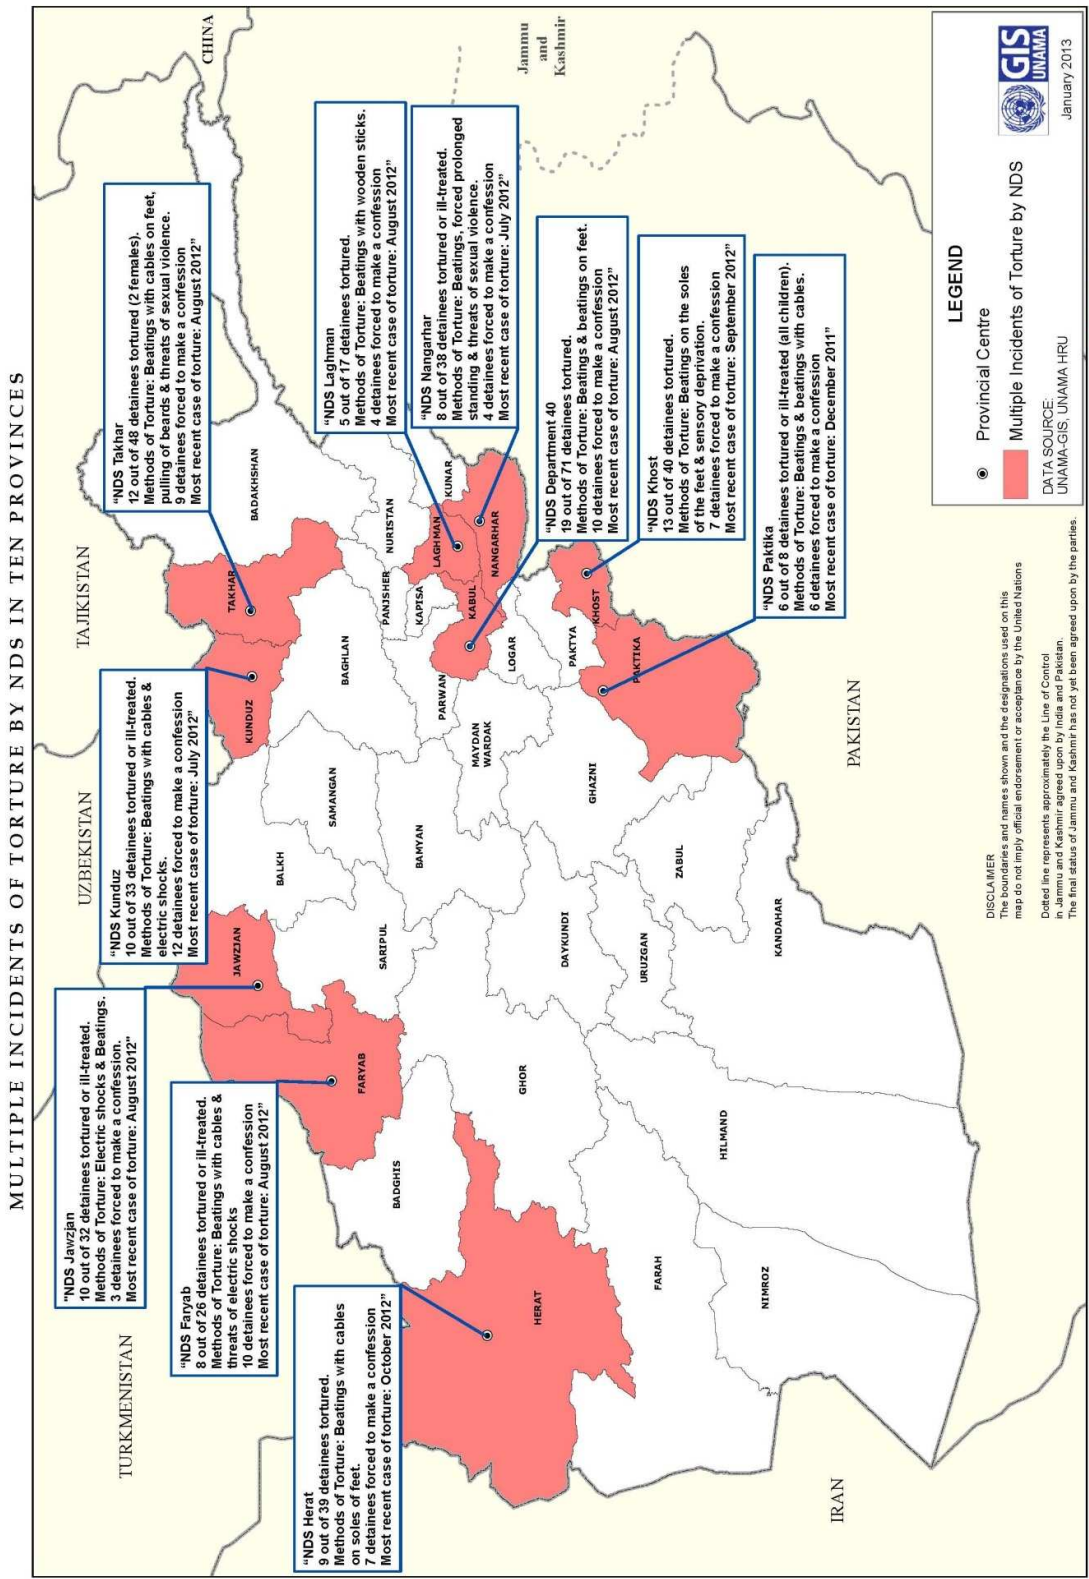 MULTIPLE INCIDENTS OF TORTURE BY NDS IN TEN PROVINCES
TURKMENISTAN
UZBEKISTAN
TAJIKISTAN
CHINA
Jammu
and
Kashmir
PAKISTAN
IRAN
"NDS Jawzjan
10 out of 32 detainees tortured or ill-treated.
Methods of Torture: Electric shocks & Beatings.
3 detainees forced to make a confession.
Most recent case of torture: August 2012"
"NDS Kunduz
10 out of 33 detainees tortured or ill-treated.
Methods of Torture: Beatings with cables &
electric shocks.
12 detainees forced to make a confession
Most recent case of torture: July 2012"
"NDS Takhar
12 out of 48 detainees tortured (2 females).
Methods of Torture: Beatings with cables on feet,
pulling of beards & threats of sexual violence.
9 detainees forced to make a confession
Most recent case of torture: August 2012"
"NDS Faryab
8 out of 26 detainees tortured or ill-treated.
Methods of Torture: Beatings with cables &
threats of electric shocks
10 detainees forced to make a confession
Most recent case of torture: August 2012"
"NDS Herat
9 out of 39 detainees tortured.
Methods of Torture: Beatings with cables
on soles of feet.
7 detainees forced to make a confession
Most recent case of torture: October 2012"
"NDS Laghman
5 out of 17 detainees tortured.
Methods of Torture: Beatings with wooden sticks.
4 detainees forced to make a confession
Most recent case of torture: August 2012"
"NDS Nangarhar
8 out of 38 detainees tortured or ill-treated.
Methods of Torture: Beatings, forced prolonged
standing & threats of sexual violence.
4 detainees forced to make a confession
Most recent case of torture: July 2012"
"NDS Department 40
19 out of 71 detainees tortured.
Methods of Torture: Beatings & beatings on feet.
10 detainees forced to make a confession
Most recent case of torture: August 2012"
"NDS Khost
13 out of 40 detainees tortured.
Methods of Torture: Beatings on the soles
of the feet & sensory deprivation.
7 detainees forced to make a confession
Most recent case of torture: September 2012"
"NDS Paktika
6 out of 8 detainees tortured or ill-treated (all children).
Methods of Torture: Beatings & beatings with cables.
6 detainees forced to make a confession
Most recent case of torture: December 2011"
JAWZJAN
KUNDUZ
TAKHAR
BADAKHSHAN
BALKH
FARYAB
SAMANGAN
BAGHLAN
SARIPUL
BADGHIS
BAMYAN
PARWAN
PANJSHER
KAPISA
NURISTAN
LAGHMAN
KUNAR
KABUL
NANGARHAR
MAYDAN
WARDAK
LOGAR
HERAT
GHOR
DAYKUNDI
GHAZNI
PAKTYA
KHOST
PAKTIKA
URUZGAN
ZABUL
FARAH
HILMAND
KANDAHAR
NIMROZ
DISCLAIMER
The boundaries and names shown and the designations used on this
map do not imply official endorsement or acceptance by the United Nations
Dotted line represents approximately the Line of Control
in Jammu and Kashmir agreed upon by India and Pakistan.
The final status of Jammu and Kashmir has not yet been agreed upon by the parties.
LEGEND
Provincial Centre
Multiple Incidents of Torture by NDS
DATA SOURCE:
UNAMA-GIS, UNAMA HRU
GIS
UNAMA
January 2013